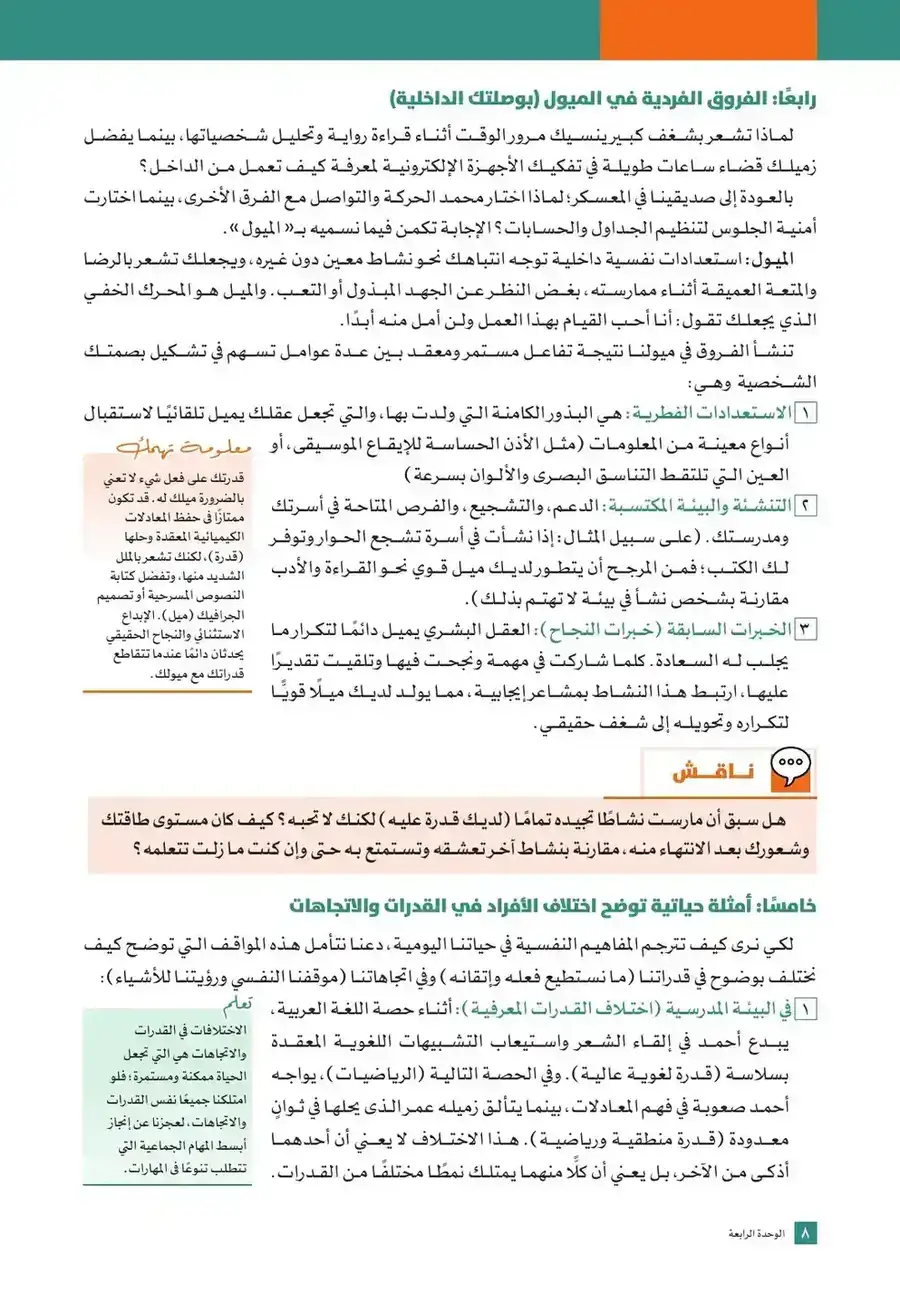 رابعًا: الفروق الفردية في الميول (بوصلتك الداخلية)
لماذا تشعر بشغف كبير ينسيك مرور الوقت أثناء قراءة رواية وتحليل شخصياتها، بينما يفضل
زميلك قضاء ساعات طويلة في تفكيك الأجهزة الإلكترونية لمعرفة كيف تعمل من الداخل؟
بالعودة إلى صديقينا في المعسكر؛ لماذا اختار محمد الحركة والتواصل مع الفرق الأخرى، بينما اختارت
أمنية الجلوس لتنظيم الجداول والحسابات؟ الإجابة تكمن فيما نسميه بـ« الميول».
الميول: استعدادات نفسية داخلية توجه انتباهك نحو نشاط معين دون غيره، ويجعلك تشعر بالرضا
والمتعة العميقة أثناء ممارسته، بغض النظر عن الجهد المبذول أو التعب. والميل هو المحرك الخفي
الذي يجعلك تقول: أنا أحب القيام بهذا العمل ولن أمل منه أبدًا.
تنشأ الفروق في ميولنا نتيجة تفاعل مستمر ومعقد بين عدة عوامل تسهم في تشكيل بصمتك
الشخصية وهي:
١ الاستعدادات الفطرية: هي البذور الكامنة التي ولدت بها، والتي تجعل عقلك يميل تلقائيًا لاستقبال
أنواع معينة من المعلومات (مثل الأذن الحساسة للإيقاع الموسيقى، أو
العين التي تلتقط التناسق البصرى والألوان بسرعة)
٢ التنشئة والبيئة المكتسبة: الدعم، والتشجيع، والفرص المتاحة في أسرتك
ومدرستك. (على سبيل المثال: إذا نشأت في أسرة تشجع الحوار وتوفر
لك الكتب؛ فمن المرجح أن يتطور لديك ميل قوي نحو القراءة والأدب
مقارنة بشخص نشأ في بيئة لا تهتم بذلك).
٣ الخبرات السابقة (خبرات النجاح): العقل البشري يميل دائمًا لتكرار ما
يجلب له السعادة. كلما شاركت في مهمة ونجحت فيها وتلقيت تقديرًا
عليها، ارتبط هذا النشاط بمشاعر إيجابية، مما يولد لديك ميلًا قويًّا
لتكراره وتحويله إلى شغف حقيقي.
معلومة تهمك
قدرتك على فعل شيء لا تعني
بالضرورة ميلك له. قد تكون
ممتازًا فى حفظ المعادلات
الكيميائية المعقدة وحلها
(قدرة)، لكنك تشعر بالملل
الشديد منها، وتفضل كتابة
النصوص المسرحية أو تصميم
الجرافيك (ميل). الإبداع
الاستثنائي والنجاح الحقيقي
يحدثان دائمًا عندما تتقاطع
قدراتك مع ميولك.
ناقش
هل سبق أن مارست نشاطًا تجيده تمامًا (لديك قدرة عليه) لكنك لا تحبه؟ كيف كان مستوى طاقتك
وشعورك بعد الانتهاء منه، مقارنة بنشاط آخر تعشقه وتستمتع به حتى وإن كنت ما زلت تتعلمه؟
خامسًا: أمثلة حياتية توضح اختلاف الأفراد في القدرات والاتجاهات
لكي نرى كيف تترجم المفاهيم النفسية في حياتنا اليومية، دعنا نتأمل هذه المواقف التي توضح كيف
نختلف بوضوح في قدراتنا (ما نستطيع فعله وإتقانه) وفي اتجاهاتنا (موقفنا النفسي ورؤيتنا للأشياء):
١ في البيئة المدرسية (اختلاف القدرات المعرفية): أثناء حصة اللغة العربية،
يبدع أحمد في إلقاء الشعر واستيعاب التشبيهات اللغوية المعقدة
بسلاسة (قدرة لغوية عالية). وفي الحصة التالية (الرياضيات)، يواجه
أحمد صعوبة في فهم المعادلات، بينما يتألق زميله عمر الذى يحلها في ثوانٍ
معدودة (قدرة منطقية ورياضية). هذا الاختلاف لا يعني أن أحدهما
أذكى من الآخر، بل يعني أن كلًّا منهما يمتلك نمطًا مختلفًا من القدرات.
تعلم
الاختلافات في القدرات
والاتجاهات هي التي تجعل
الحياة ممكنة ومستمرة؛ فلو
امتلكنا جميعًا نفس القدرات
والاتجاهات، لعجزنا عن إنجاز
أبسط المهام الجماعية التي
تتطلب تنوعًا فى المهارات.
٨ الوحدة الرابعة